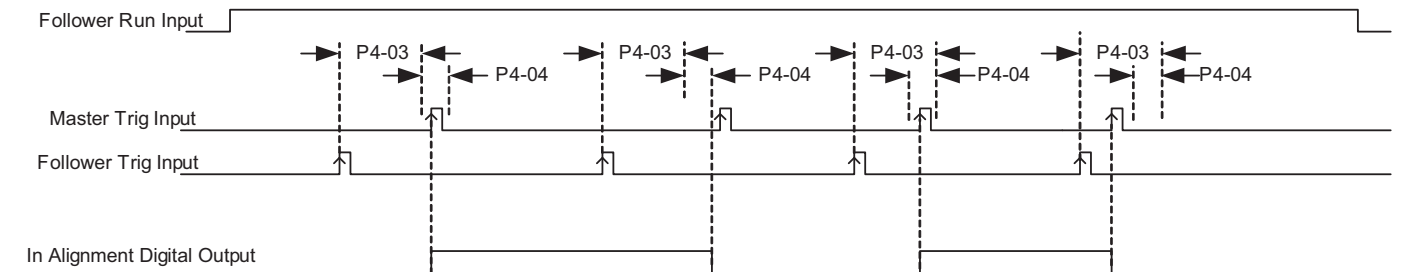 Follower Run Input
P4-03 P4-03 P4-03 P4-03
P4-04 P4-04 P4-04 P4-04
Master Trig Input
Follower Trig Input
In Alignment Digital Output